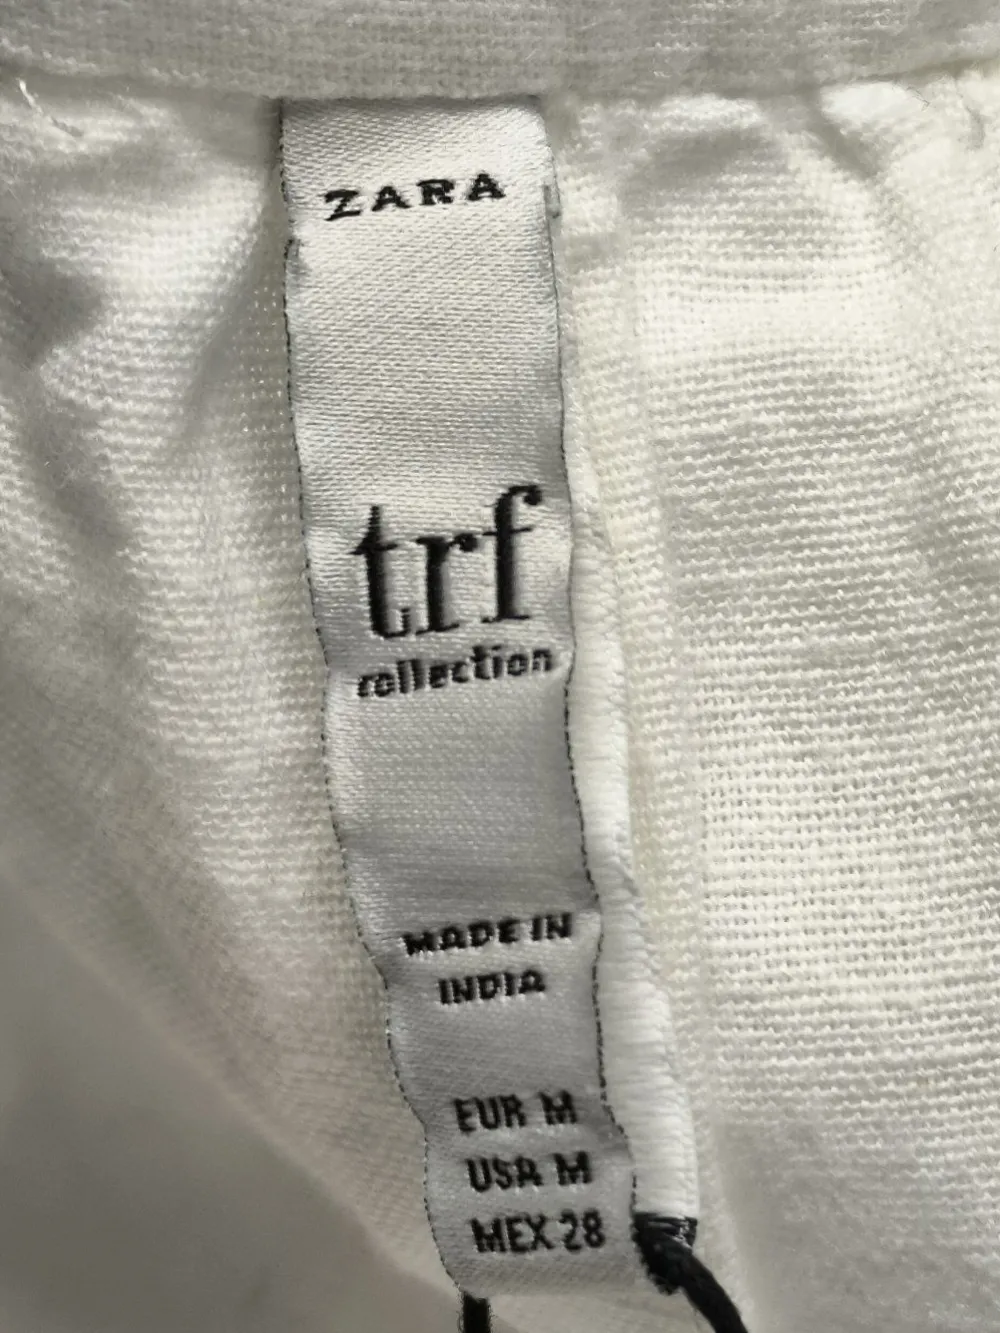 ZARA
trf
collection
MADE IN
INDIA
EUR M
USA M
MEX 28